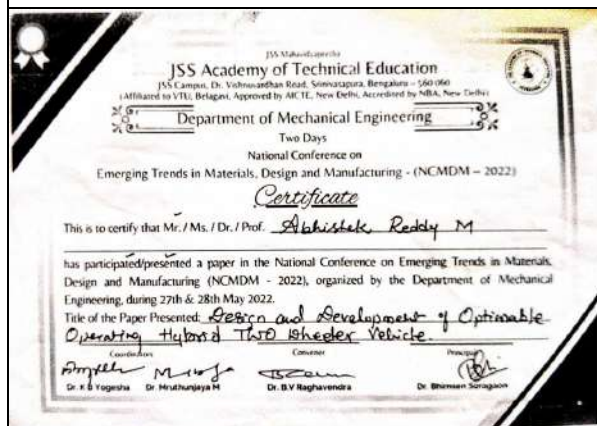 JSS Mahavidyapeetha
JSS Academy of Technical Education
JSS Campus, Dr. Vishnuvardhan Road, Srinivasapura, Bengaluru – 560 060
(Affiliated to VTU, Belagavi, Approved by AICTE, New Delhi, Accredited by NBA, New Delhi)
Department of Mechanical Engineering
Two Days
National Conference on
Emerging Trends in Materials, Design and Manufacturing - (NCMDM – 2022)
Certificate
This is to certify that Mr. / Ms. / Dr. / Prof. Abhishek Reddy M
has participated/presented a paper in the National Conference on Emerging Trends in Materials,
Design and Manufacturing (NCMDM - 2022), organized by the Department of Mechanical
Engineering, during 27th & 28th May 2022.
Title of the Paper Presented: Design and Development of Optionable
Operating Hybrid Two Wheeler Vehicle.
Coordinators Convener Principal
Dr. K B Yogesha Dr. Mruthunjaya M Dr. B.V Raghavendra Dr. Bhimsen Soragaon